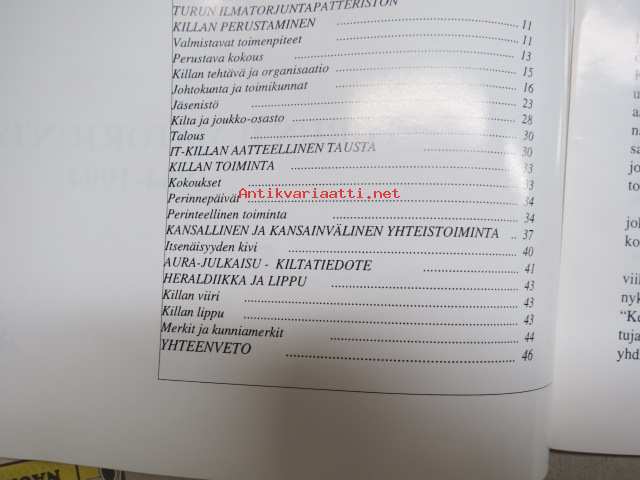 TURUN ILMATORJUNTAPATTERISTON
KILLAN PERUSTAMINEN ........ 11
Valmistavat toimenpiteet ........ 11
Perustava kokous ........ 13
Killan tehtävä ja organisaatio ........ 15
Johtokunta ja toimikunnat ........ 16
Jäsenistö ........ 23
Kilta ja joukko-osasto ........ 28
Talous ........ 30
IT-KILLAN AATTEELLINEN TAUSTA ........ 30
KILLAN TOIMINTA ........ 33
Kokoukset ........ 33
Perinnepäivät ........ 34
Perinteellinen toiminta ........ 34
KANSALLINEN JA KANSAINVÄLINEN YHTEISTOIMINTA .. 37
Itsenäisyyden kivi ........ 40
AURA-JULKAISU - KILTATIEDOTE ........ 41
HERALDIIKKA JA LIPPU ........ 43
Killan viiri ........ 43
Killan lippu ........ 43
Merkit ja kunniamerkit ........ 44
YHTEENVETO ........ 46
Antikvariaatti.net